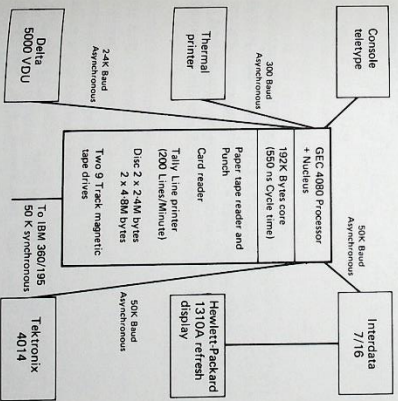 Console
teletype
Thermal
printer
300 Baud
Asynchronous
Delta
5000 VDU
2·4K Baud
Asynchronous
GEC 4080 Processor
+ Nucleus
192K Bytes core
(550 ns Cycle time)
Paper tape reader and
Punch
Card reader
Tally Line printer
(200 Lines/Minute)
Disc 2 x 2·4M bytes
2 x 4·8M bytes
Two 9 Track magnetic
tape drives
50K Baud
Asynchronous
Interdata
7/16
Hewlett-Packard
1310A refresh
display
50K Baud
Asynchronous
Tektronix
4014
To IBM 360/195
50 K synchronous